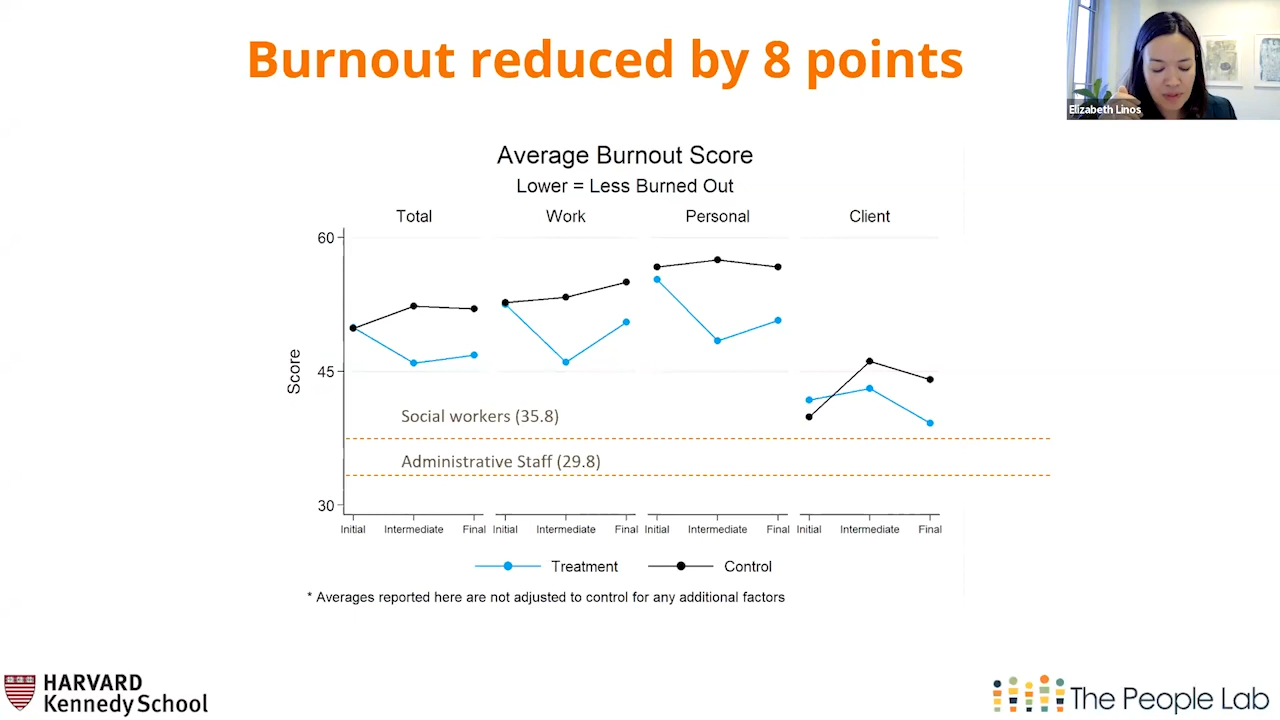 Burnout reduced by 8 points
Elizabeth Linos
Average Burnout Score
Lower = Less Burned Out
Total Work Personal Client
60
45
30
Score
Social workers (35.8)
Administrative Staff (29.8)
Initial Intermediate Final Initial Intermediate Final Initial Intermediate Final Initial Intermediate Final
Treatment Control
* Averages reported here are not adjusted to control for any additional factors
HARVARD
Kennedy School
The People Lab